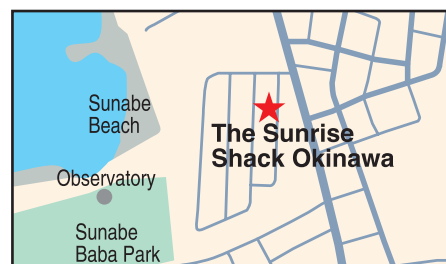 Sunabe
Beach
The Sunrise
Shack Okinawa
Observatory
Sunabe
Baba Park